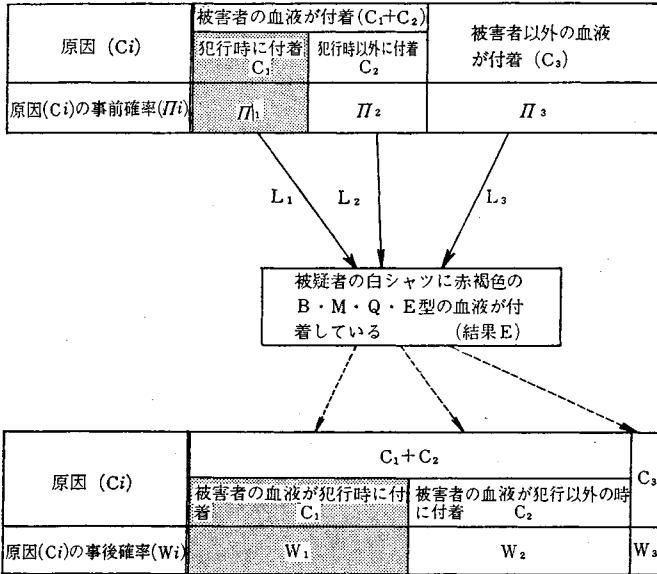 原因 (Ci)
被害者の血液が付着(C₁+C₂)
犯行時に付着
C₁
犯行時以外に付着
C₂
被害者以外の血液
が付着 (C₃)
原因(Ci)の事前確率(Πi)
Π₁
Π₂
Π₃
L₁
L₂
L₃
被疑者の白シャツに赤褐色の
B・M・Q・E型の血液が付
着している (結果E)
原因 (Ci)
C₁+C₂
C₃
被害者の血液が犯行時に付
着 C₁
被害者の血液が犯行以外の時
に付着 C₂
原因(Ci)の事後確率(Wi)
W₁
W₂
W₃